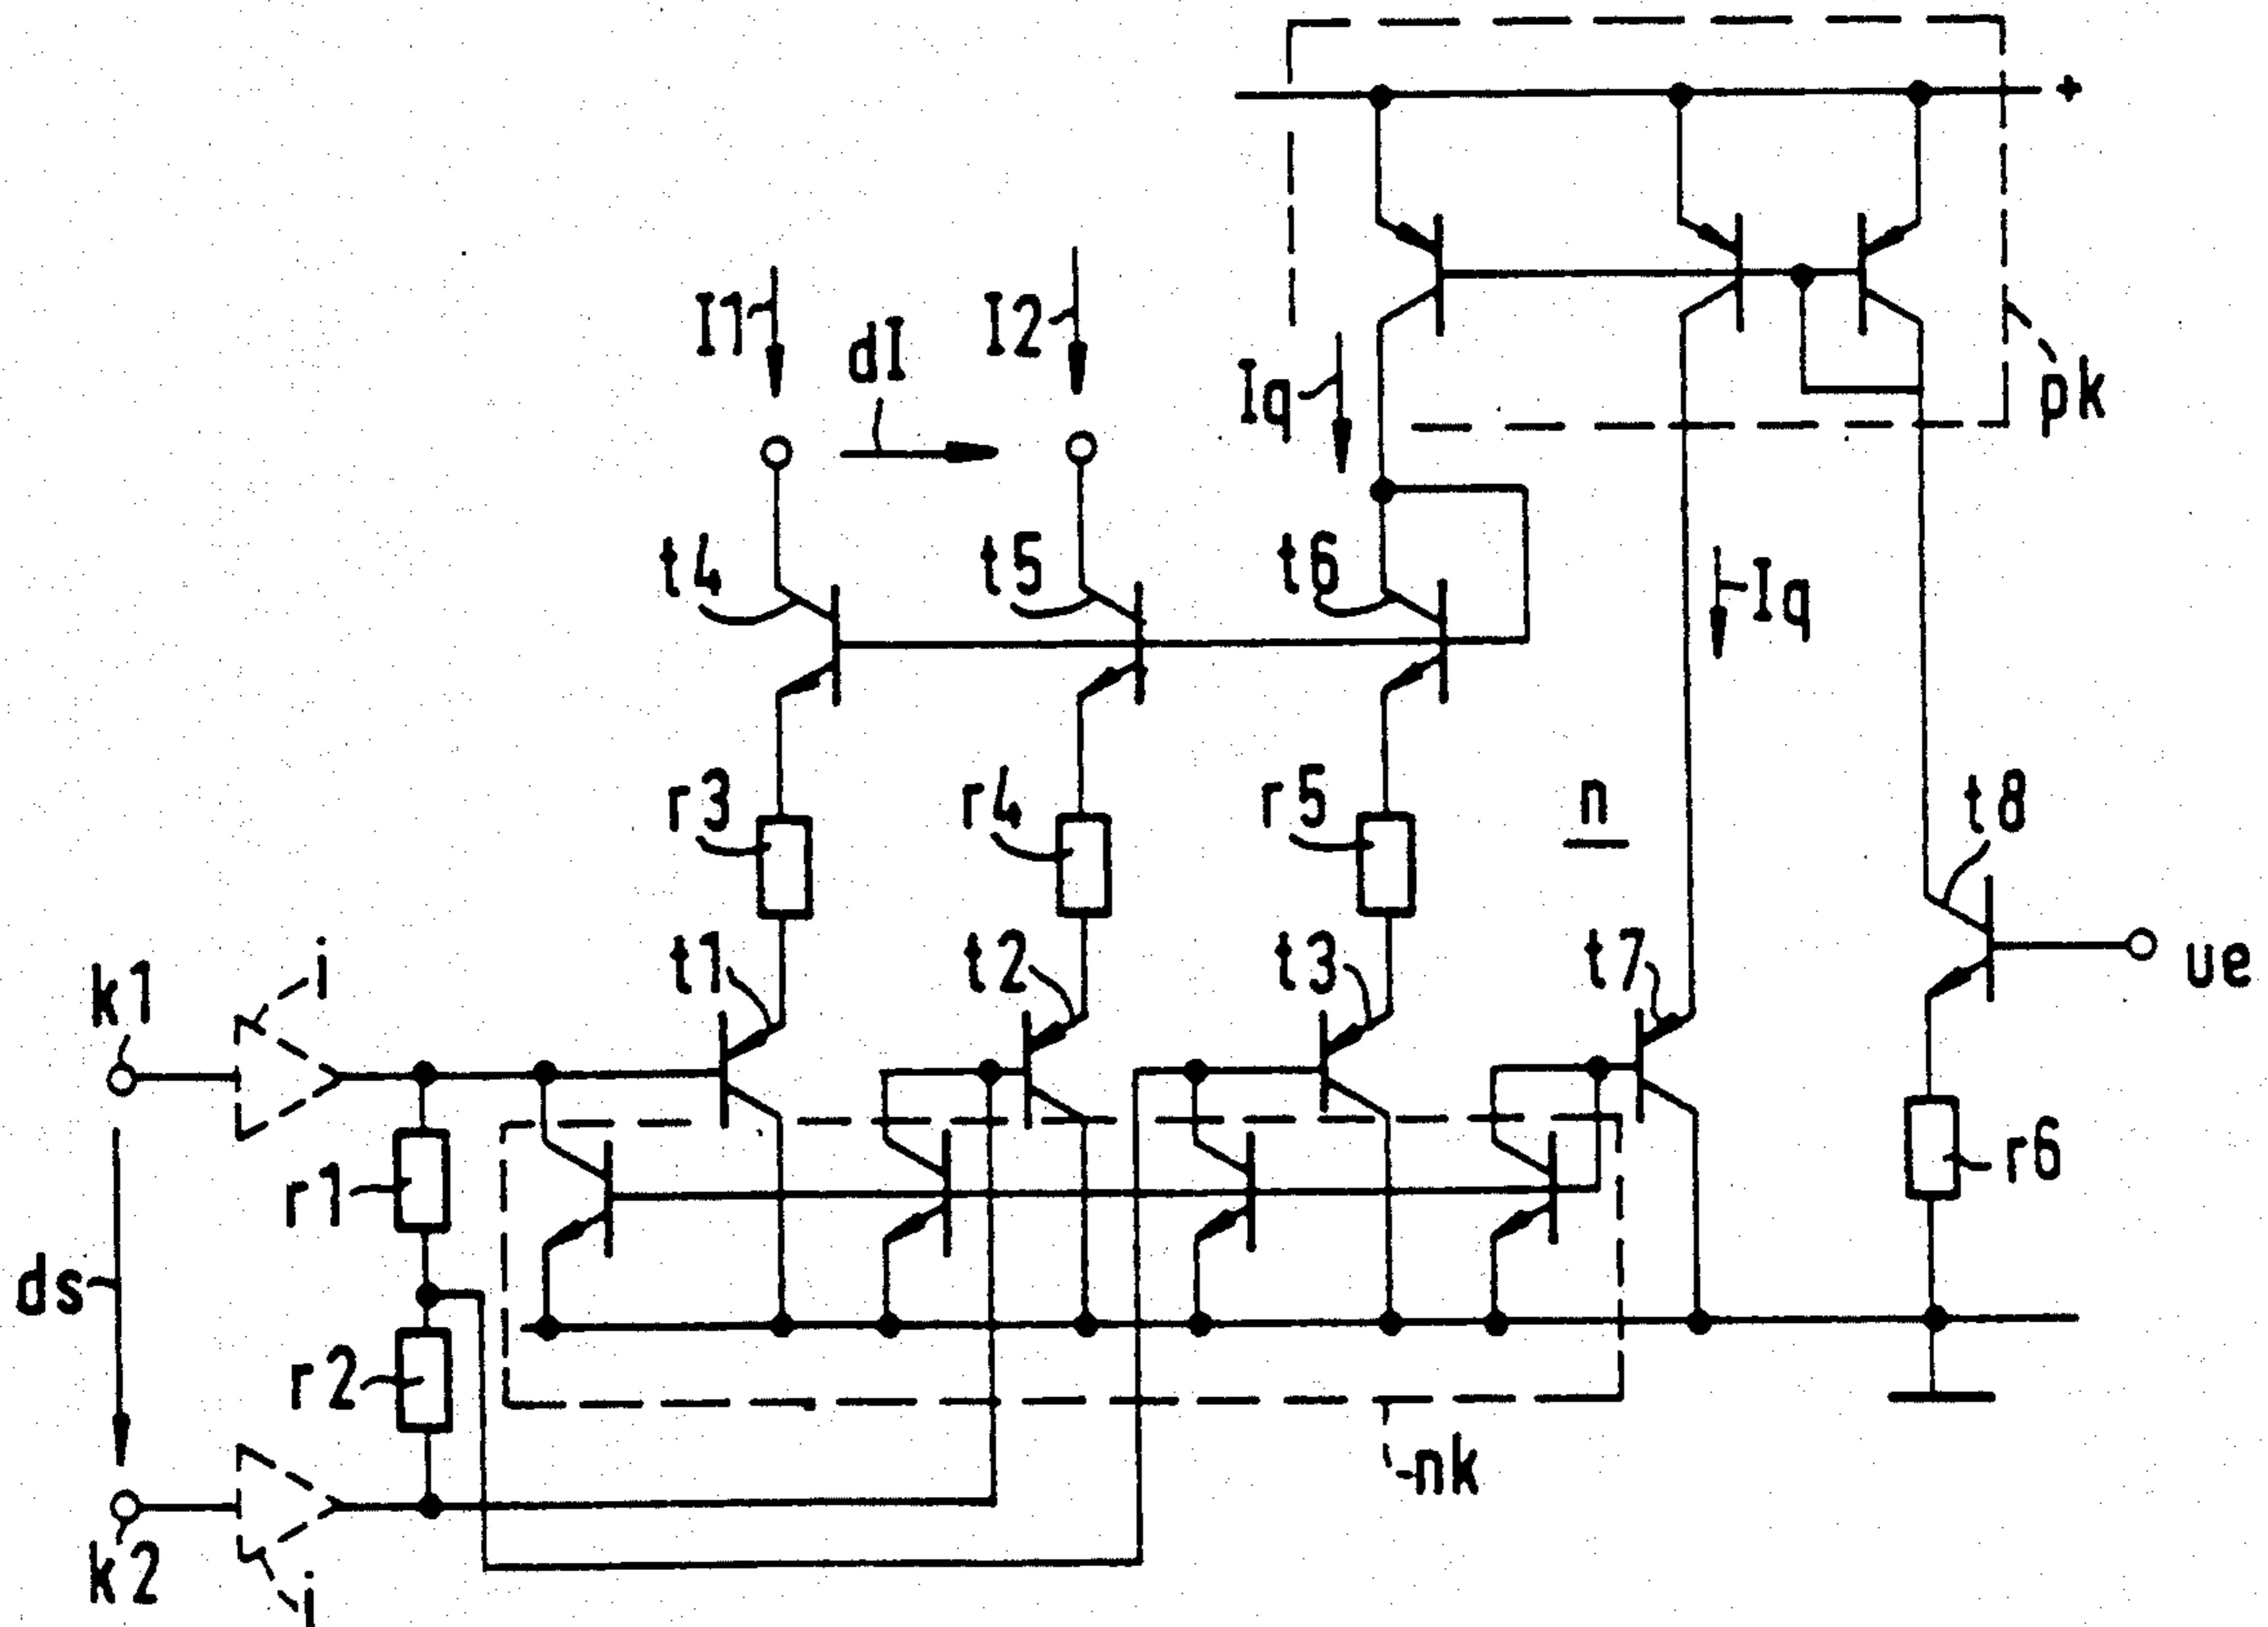 +
I1
dI
I2
Iq
pk
t4
t5
t6
Iq
r3
r4
r5
n
t8
k1
i
t1
t2
t3
t7
ue
r1
r6
ds
r2
nk
k2
i